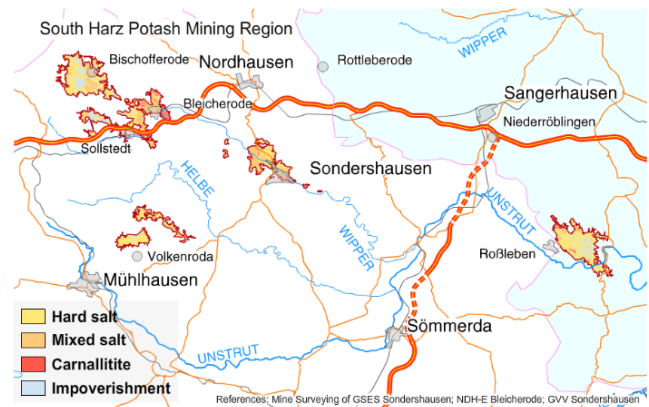 South Harz Potash Mining Region
WIPPER
Bischofferode
Nordhausen
Rottleberode
Sangerhausen
Bleicherode
Niederröblingen
Sollstedt
Sondershausen
HELBE
UNSTRUT
WIPPER
Roßleben
Volkenroda
Mühlhausen
Sömmerda
UNSTRUT
Hard salt
Mixed salt
Carnallitite
Impoverishment
References: Mine Surveying of GSES Sondershausen; NDH-E Bleicherode; GVV Sondershausen